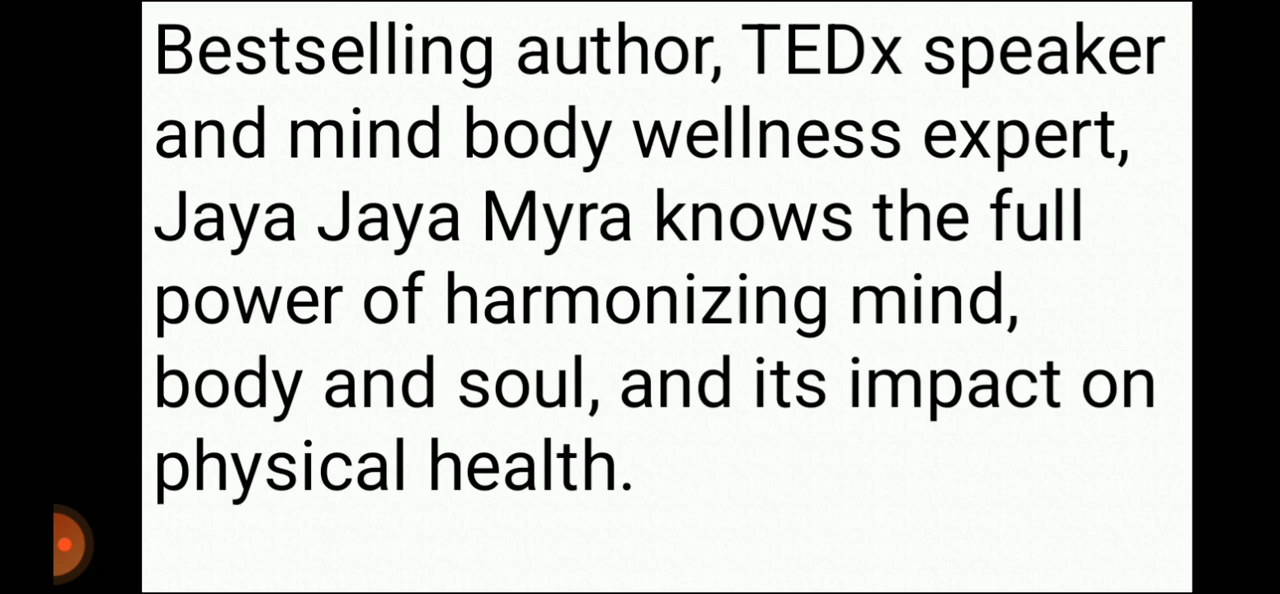 Bestselling author, TEDx speaker
and mind body wellness expert,
Jaya Jaya Myra knows the full
power of harmonizing mind,
body and soul, and its impact on
physical health.